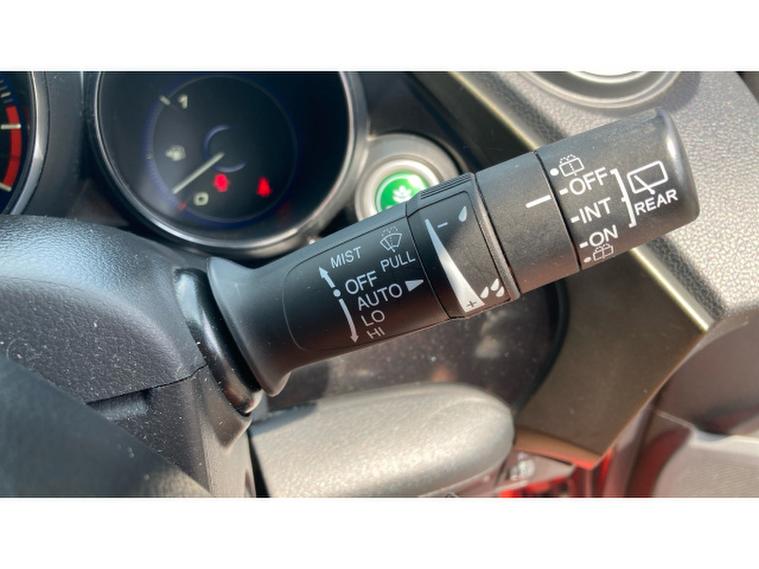 MIST
OFF
PULL
AUTO
LO
HI
-
+
OFF
INT
ON
REAR